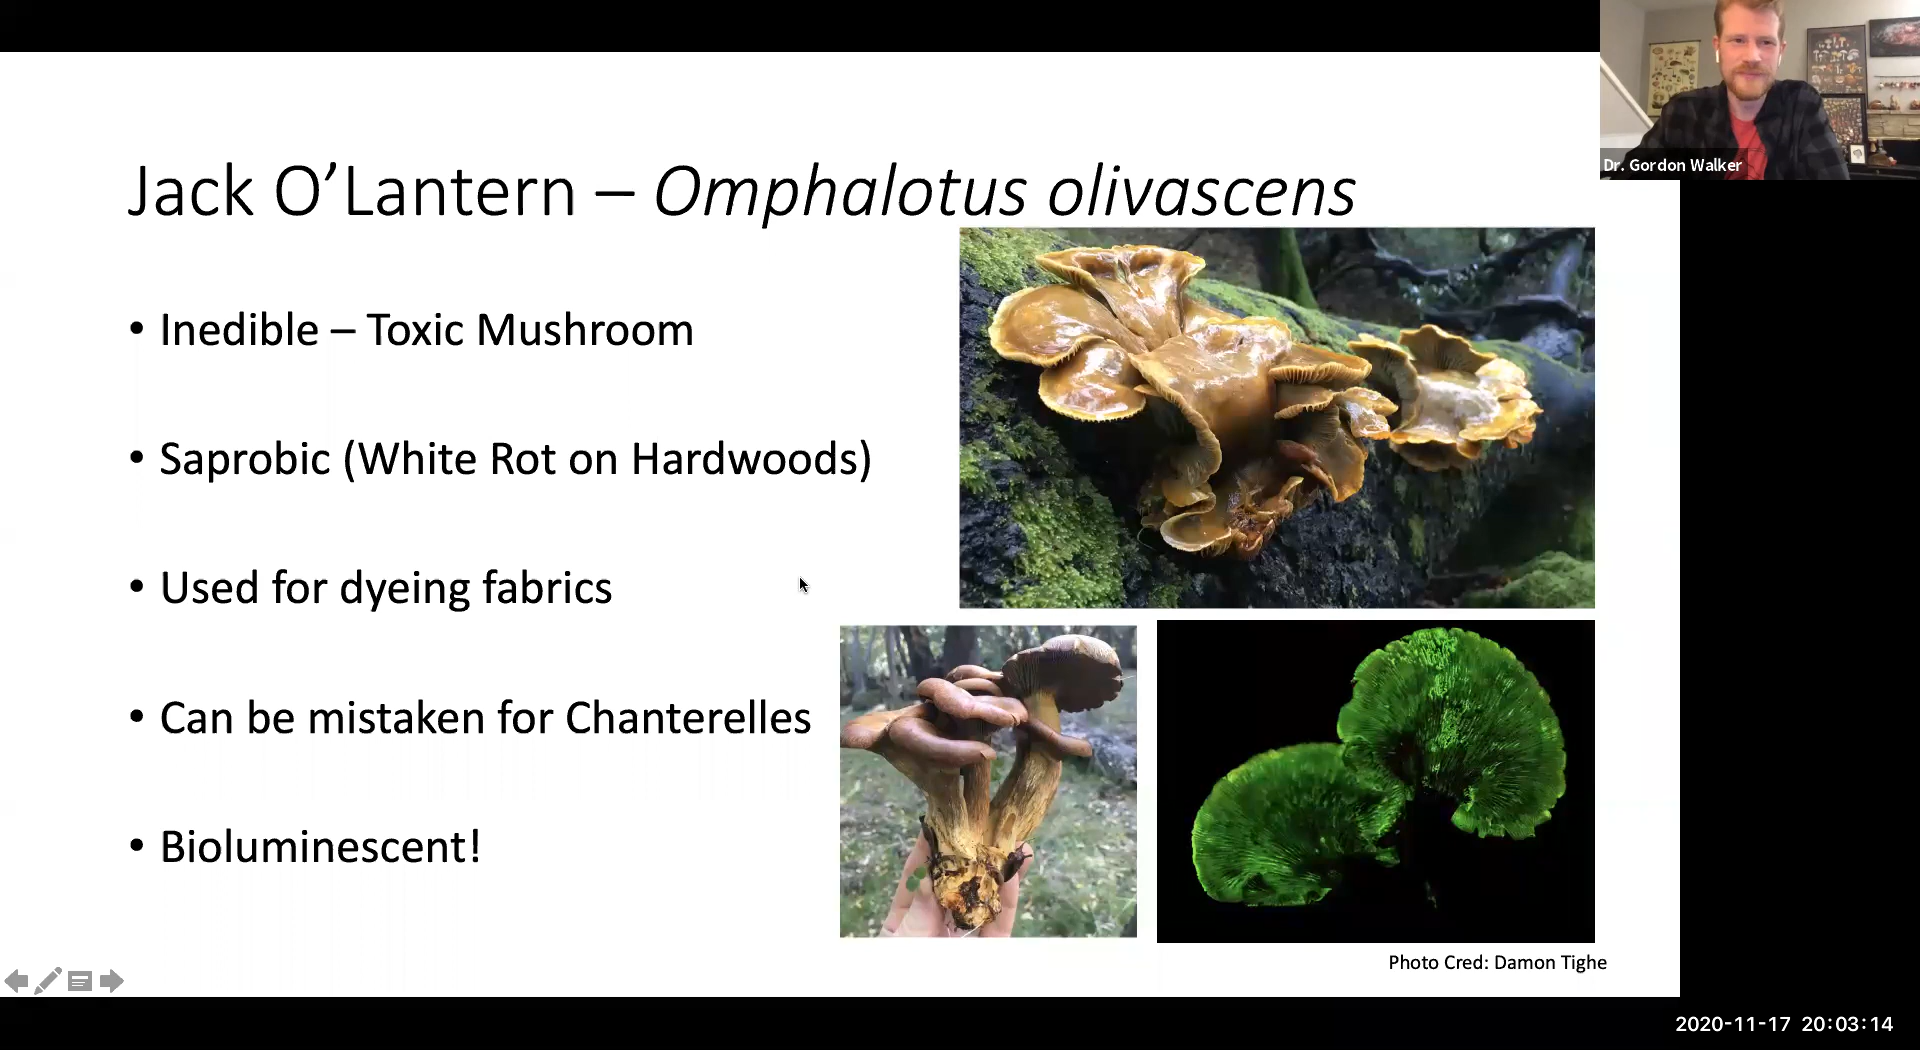 Dr. Gordon Walker
Jack O’Lantern – Omphalotus olivascens
• Inedible – Toxic Mushroom
• Saprobic (White Rot on Hardwoods)
• Used for dyeing fabrics
• Can be mistaken for Chanterelles
• Bioluminescent!
Photo Cred: Damon Tighe
2020-11-17 20:03:14